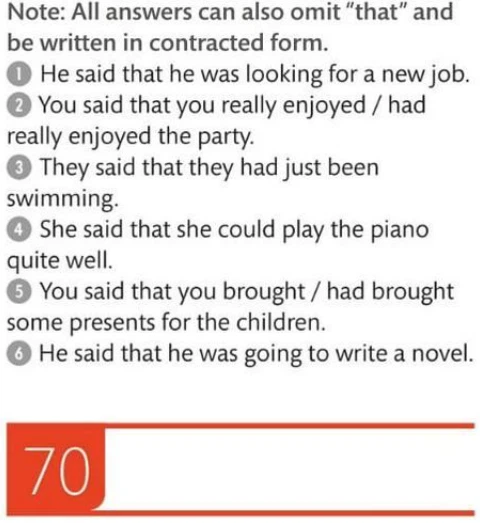 Note: All answers can also omit “that” and
be written in contracted form.
1 He said that he was looking for a new job.
2 You said that you really enjoyed / had
really enjoyed the party.
3 They said that they had just been
swimming.
4 She said that she could play the piano
quite well.
5 You said that you brought / had brought
some presents for the children.
6 He said that he was going to write a novel.
70